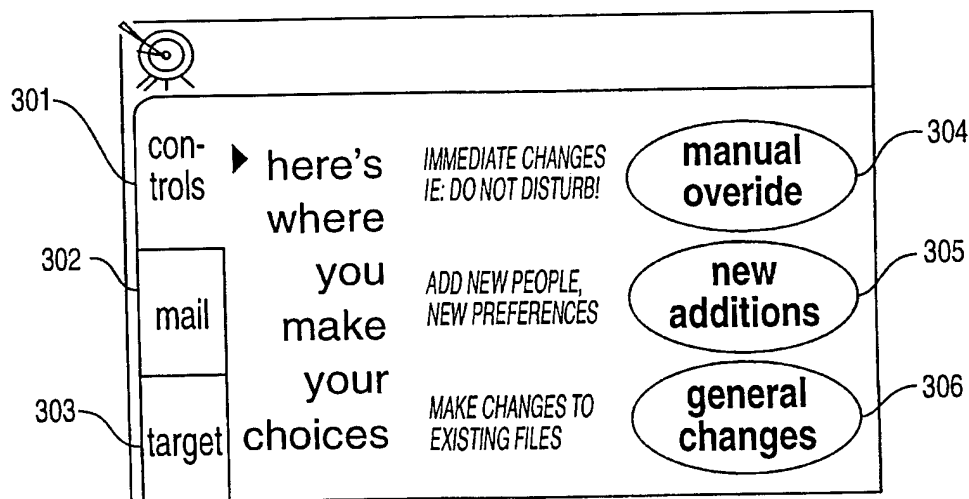 301
con-
trols
302
mail
303
target
here's
where
you
make
your
choices
IMMEDIATE CHANGES
IE: DO NOT DISTURB!
ADD NEW PEOPLE,
NEW PREFERENCES
MAKE CHANGES TO
EXISTING FILES
manual
overide
304
new
additions
305
general
changes
306